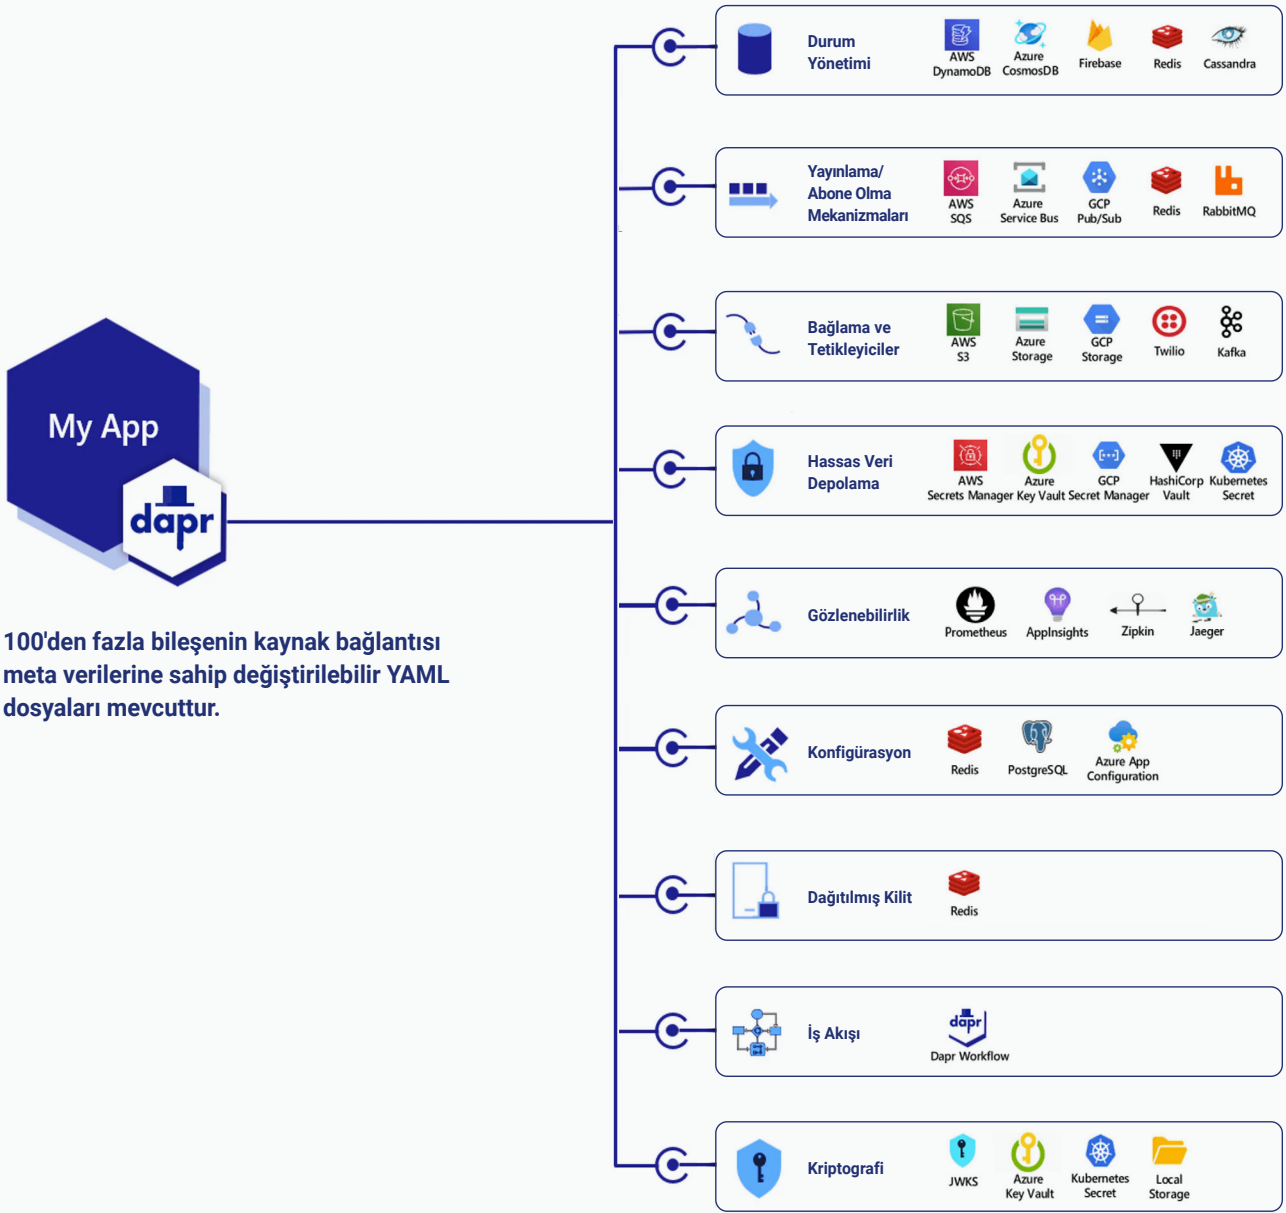 Durum
Yönetimi
AWS
DynamoDB
Azure
CosmosDB
Firebase
Redis
Cassandra
Yayınlama/
Abone Olma
Mekanizmaları
AWS
SQS
Azure
Service Bus
GCP
Pub/Sub
Redis
RabbitMQ
Bağlama ve
Tetikleyiciler
AWS
S3
Azure
Storage
GCP
Storage
Twilio
Kafka
My App
dapr
Hassas Veri
Depolama
AWS
Secrets Manager
Azure
Key Vault
GCP
Secret Manager
HashiCorp
Vault
Kubernetes
Secret
Gözlenebilirlik
Prometheus
AppInsights
Zipkin
Jaeger
100'den fazla bileşenin kaynak bağlantısı
meta verilerine sahip değiştirilebilir YAML
dosyaları mevcuttur.
Konfigürasyon
Redis
PostgreSQL
Azure App
Configuration
Dağıtılmış Kilit
Redis
İş Akışı
dapr
Dapr Workflow
Kriptografi
JWKS
Azure
Key Vault
Kubernetes
Secret
Local
Storage